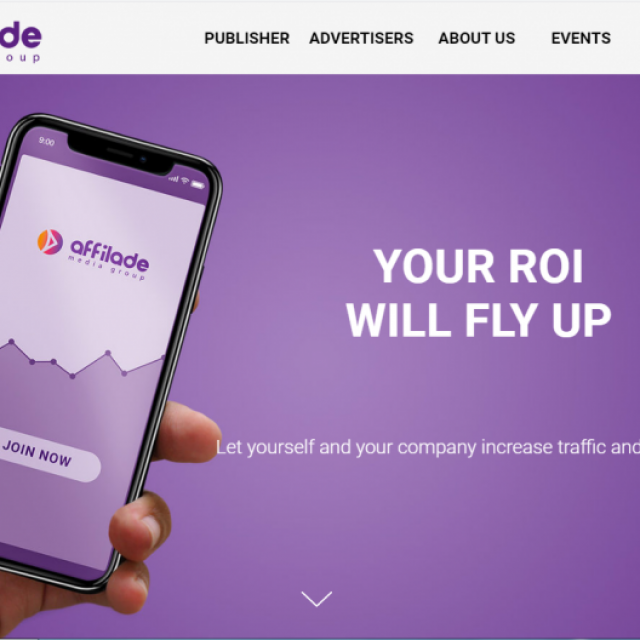 de
oup
PUBLISHER ADVERTISERS ABOUT US EVENTS
9:00
affilade
media group
JOIN NOW
YOUR ROI
WILL FLY UP
Let yourself and your company increase traffic and